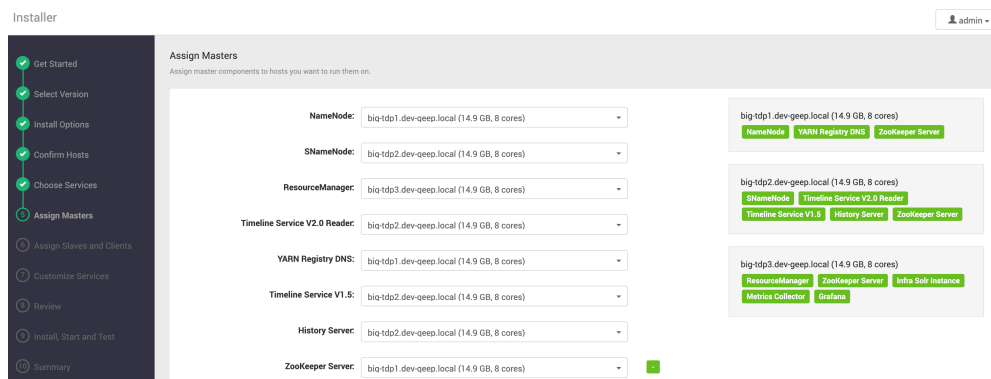 Installer
admin
Get Started
Select Version
Install Options
Confirm Hosts
Choose Services
5 Assign Masters
6 Assign Slaves and Clients
7 Customize Services
8 Review
9 Install, Start and Test
10 Summary
Assign Masters
Assign master components to hosts you want to run them on.
NameNode: big-tdp1.dev-geep.local (14.9 GB, 8 cores)
SNameNode: big-tdp2.dev-geep.local (14.9 GB, 8 cores)
ResourceManager: big-tdp3.dev-geep.local (14.9 GB, 8 cores)
Timeline Service V2.0 Reader: big-tdp2.dev-geep.local (14.9 GB, 8 cores)
YARN Registry DNS: big-tdp1.dev-geep.local (14.9 GB, 8 cores)
Timeline Service V1.5: big-tdp2.dev-geep.local (14.9 GB, 8 cores)
History Server: big-tdp2.dev-geep.local (14.9 GB, 8 cores)
ZooKeeper Server: big-tdp1.dev-geep.local (14.9 GB, 8 cores) -
big-tdp1.dev-geep.local (14.9 GB, 8 cores)
NameNode YARN Registry DNS ZooKeeper Server
big-tdp2.dev-geep.local (14.9 GB, 8 cores)
SNameNode Timeline Service V2.0 Reader
Timeline Service V1.5 History Server ZooKeeper Server
big-tdp3.dev-geep.local (14.9 GB, 8 cores)
ResourceManager ZooKeeper Server Infra Solr Instance
Metrics Collector Grafana